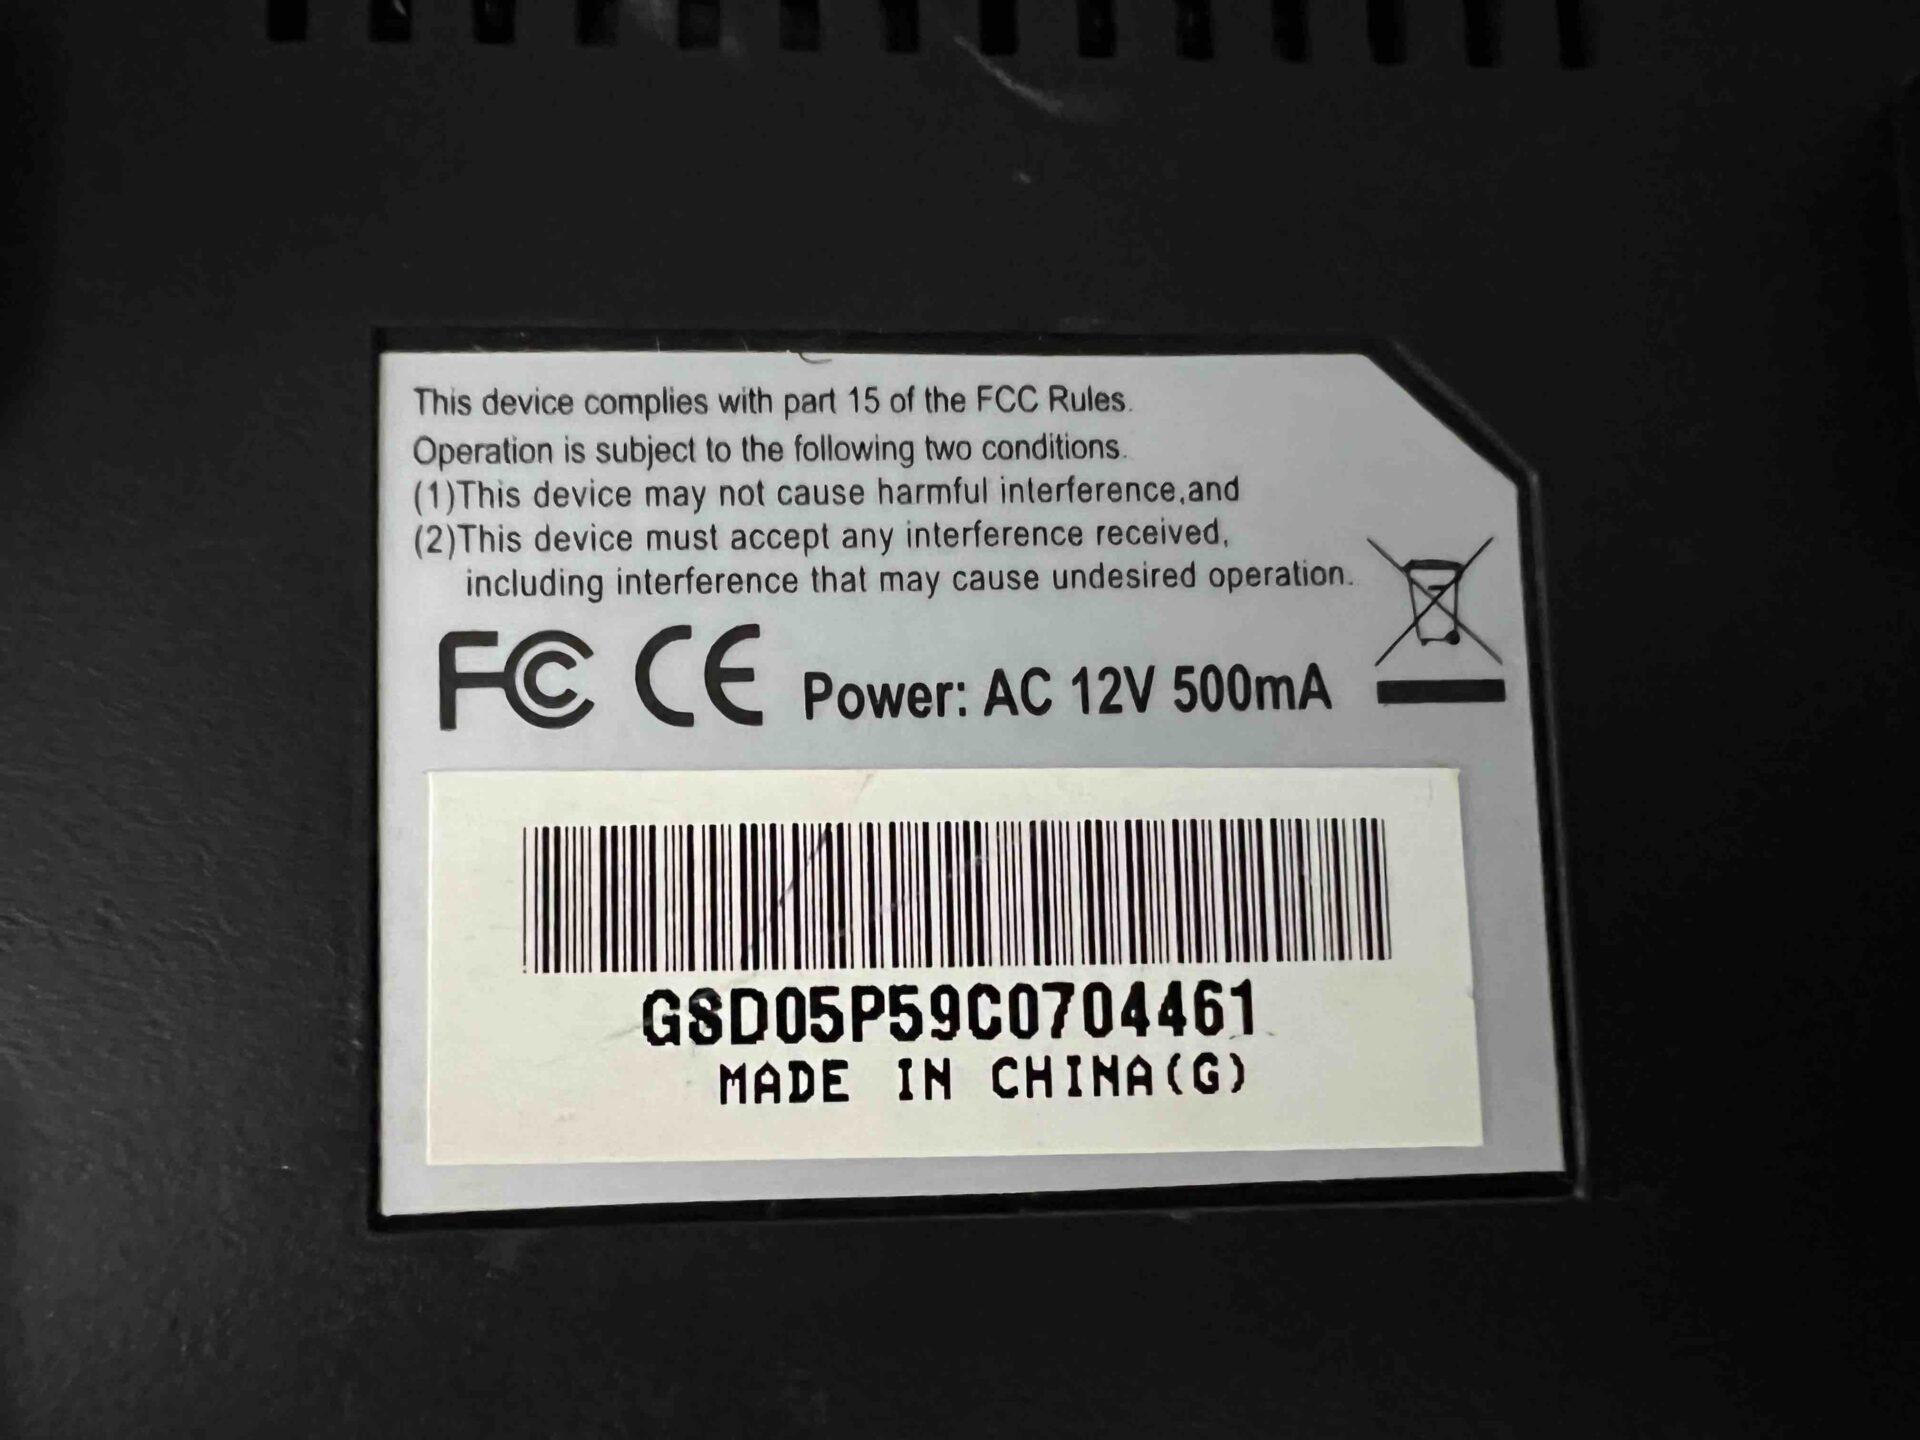 This device complies with part 15 of the FCC Rules.
Operation is subject to the following two conditions.
(1)This device may not cause harmful interference,and
(2)This device must accept any interference received,
including interference that may cause undesired operation.
FC CE Power: AC 12V 500mA
GSD05P59C0704461
MADE IN CHINA(G)